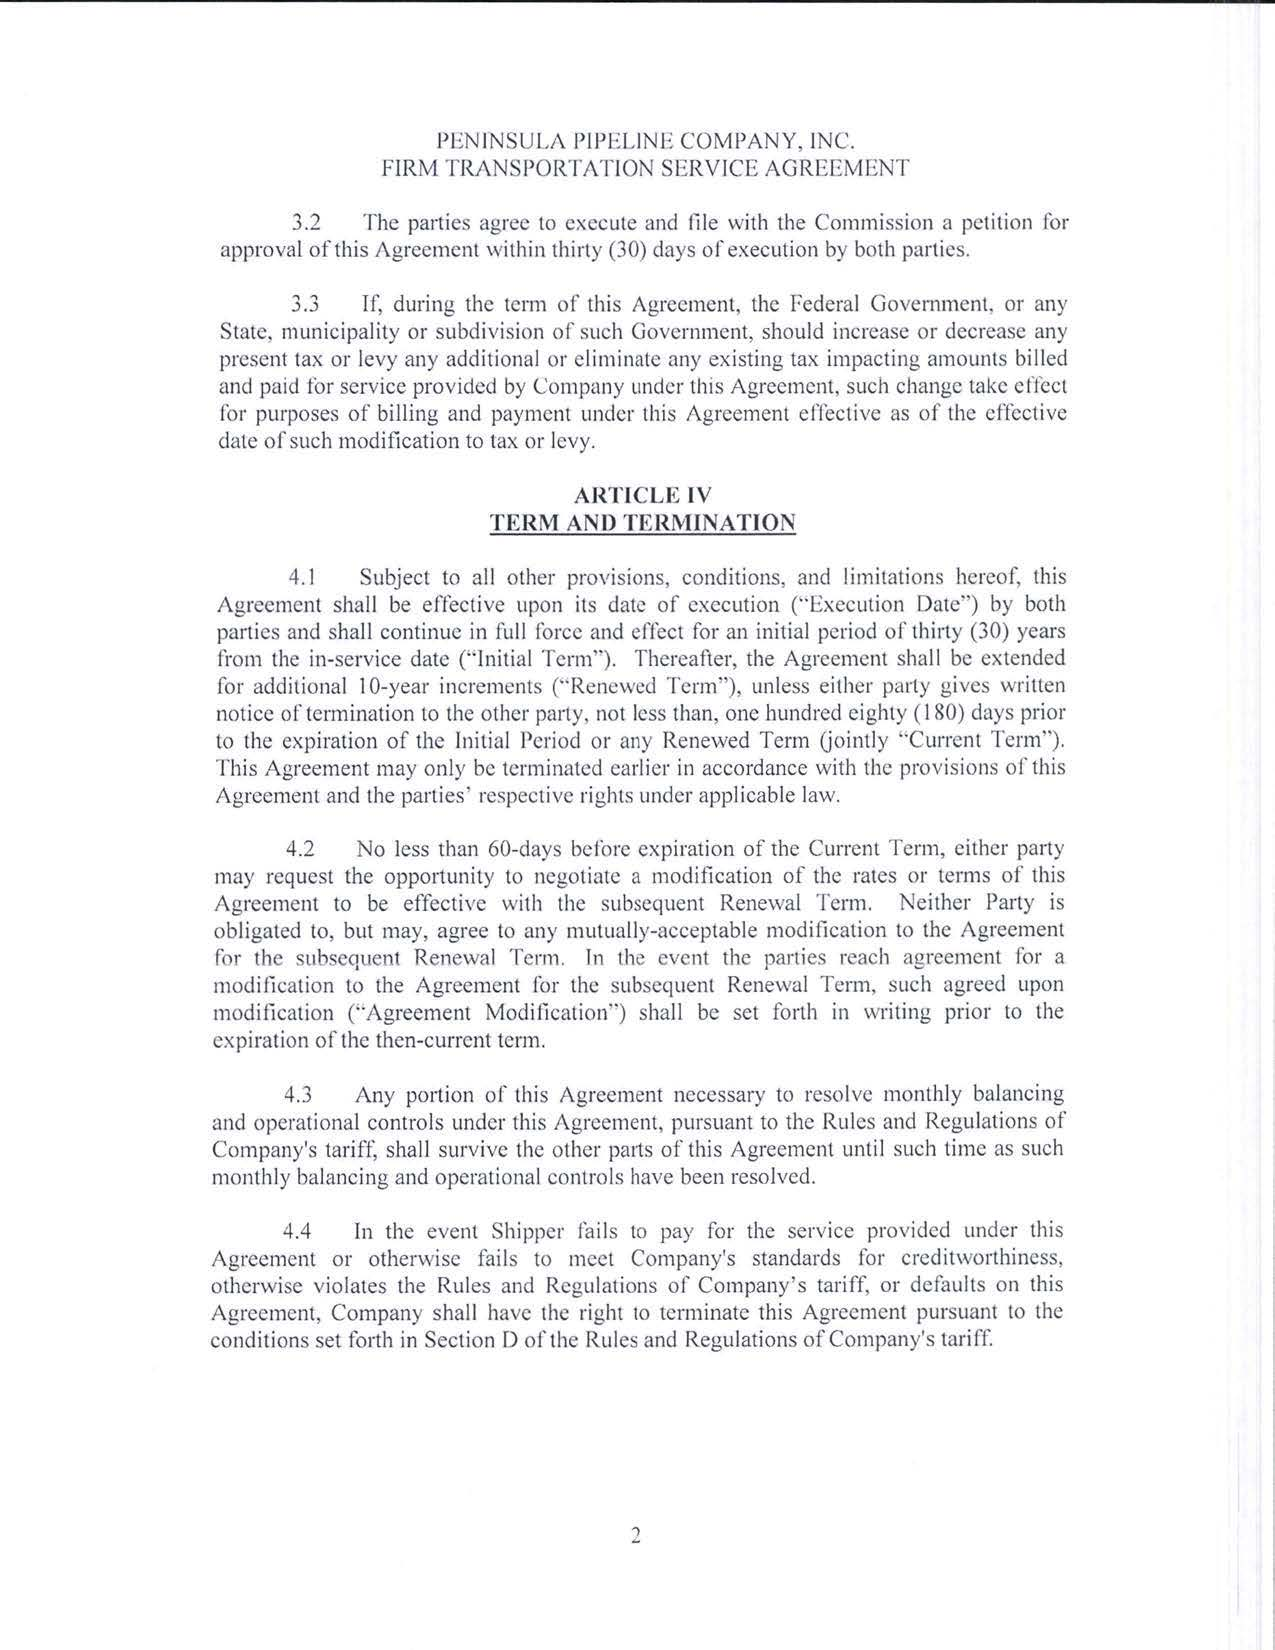 PENINSULA PIPELINE COMPANY, INC.
FIRM TRANSPORTATION SERVICE AGREEMENT
3.2 The parties agree to execute and file with the Commission a petition for
approval of this Agreement within thirty (30) days of execution by both parties.
3.3 If, during the term of this Agreement, the Federal Government, or any
State, municipality or subdivision of such Government, should increase or decrease any
present tax or levy any additional or eliminate any existing tax impacting amounts billed
and paid for service provided by Company under this Agreement, such change take effect
for purposes of billing and payment under this Agreement effective as of the effective
date of such modification to tax or levy.
ARTICLE IV
TERM AND TERMINATION
4.1 Subject to all other provisions, conditions, and limitations hereof, this
Agreement shall be effective upon its date of execution (“Execution Date”) by both
parties and shall continue in full force and effect for an initial period of thirty (30) years
from the in-service date (“Initial Term”). Thereafter, the Agreement shall be extended
for additional 10-year increments (“Renewed Term”), unless either party gives written
notice of termination to the other party, not less than, one hundred eighty (180) days prior
to the expiration of the Initial Period or any Renewed Term (jointly “Current Term”).
This Agreement may only be terminated earlier in accordance with the provisions of this
Agreement and the parties’ respective rights under applicable law.
4.2 No less than 60-days before expiration of the Current Term, either party
may request the opportunity to negotiate a modification of the rates or terms of this
Agreement to be effective with the subsequent Renewal Term. Neither Party is
obligated to, but may, agree to any mutually-acceptable modification to the Agreement
for the subsequent Renewal Term. In the event the parties reach agreement for a
modification to the Agreement for the subsequent Renewal Term, such agreed upon
modification (“Agreement Modification”) shall be set forth in writing prior to the
expiration of the then-current term.
4.3 Any portion of this Agreement necessary to resolve monthly balancing
and operational controls under this Agreement, pursuant to the Rules and Regulations of
Company's tariff, shall survive the other parts of this Agreement until such time as such
monthly balancing and operational controls have been resolved.
4.4 In the event Shipper fails to pay for the service provided under this
Agreement or otherwise fails to meet Company's standards for creditworthiness,
otherwise violates the Rules and Regulations of Company’s tariff, or defaults on this
Agreement, Company shall have the right to terminate this Agreement pursuant to the
conditions set forth in Section D of the Rules and Regulations of Company's tariff.
2